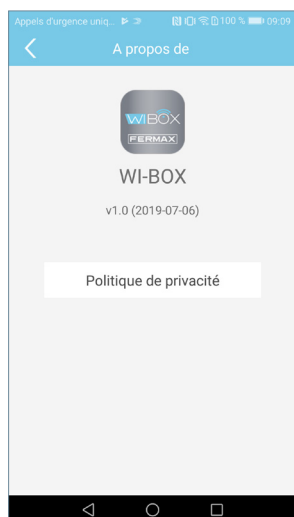 Appels d'urgence uniq... 100 % 09:09
A propos de
WIBOX
FERMAX
WI-BOX
v1.0 (2019-07-06)
Politique de privacité